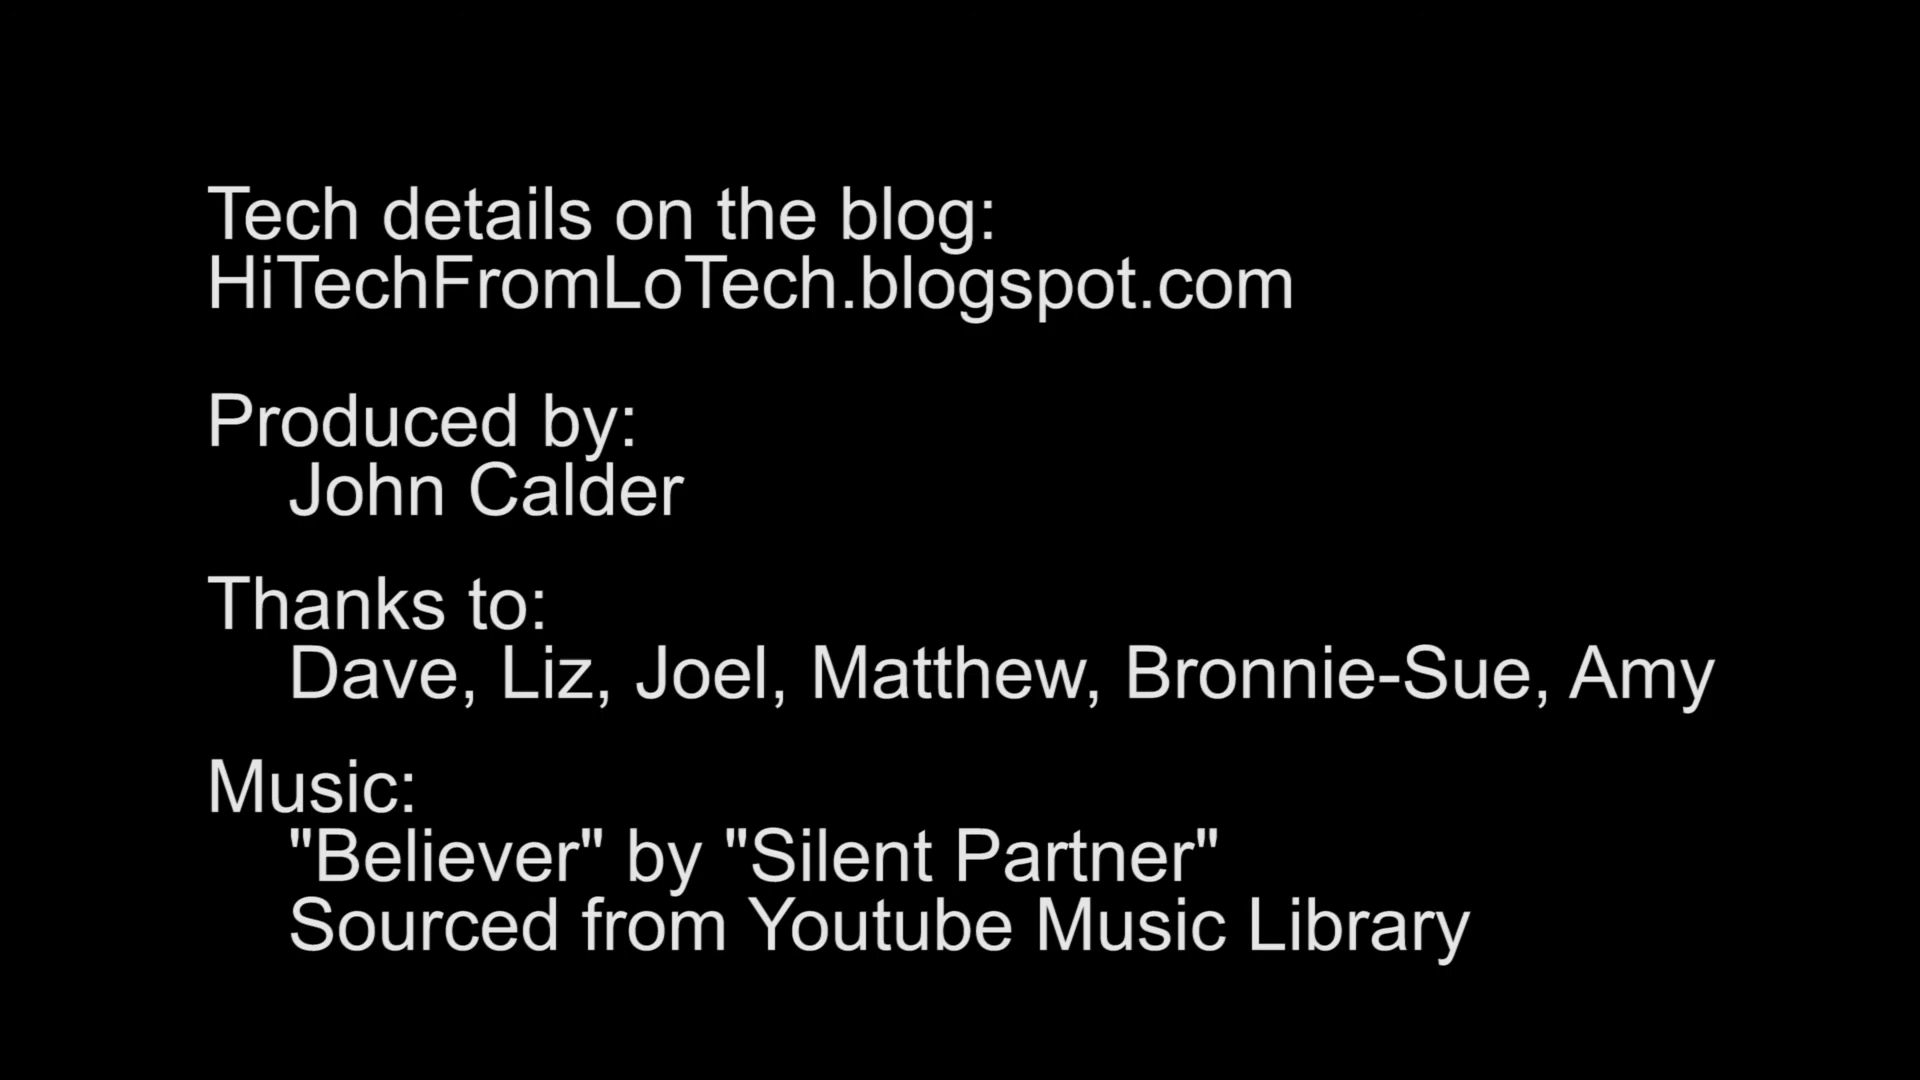 Tech details on the blog:
HiTechFromLoTech.blogspot.com
Produced by:
John Calder
Thanks to:
Dave, Liz, Joel, Matthew, Bronnie-Sue, Amy
Music:
"Believer" by "Silent Partner"
Sourced from Youtube Music Library